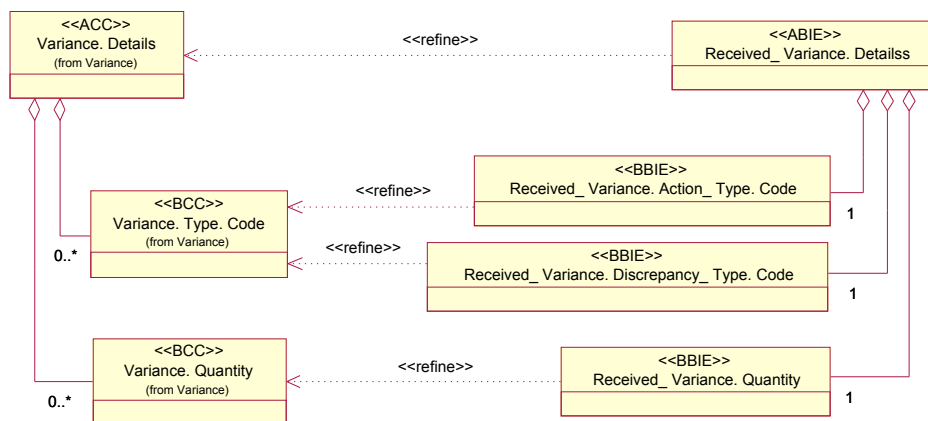 <<ACC>>
Variance. Details
(from Variance)
<<refine>>
<<ABIE>>
Received_ Variance. Detailss
<<BCC>>
Variance. Type. Code
(from Variance)
0..*
<<refine>>
<<BBIE>>
Received_ Variance. Action_ Type. Code
1
<<refine>>
<<BBIE>>
Received_ Variance. Discrepancy_ Type. Code
1
<<BCC>>
Variance. Quantity
(from Variance)
0..*
<<refine>>
<<BBIE>>
Received_ Variance. Quantity
1